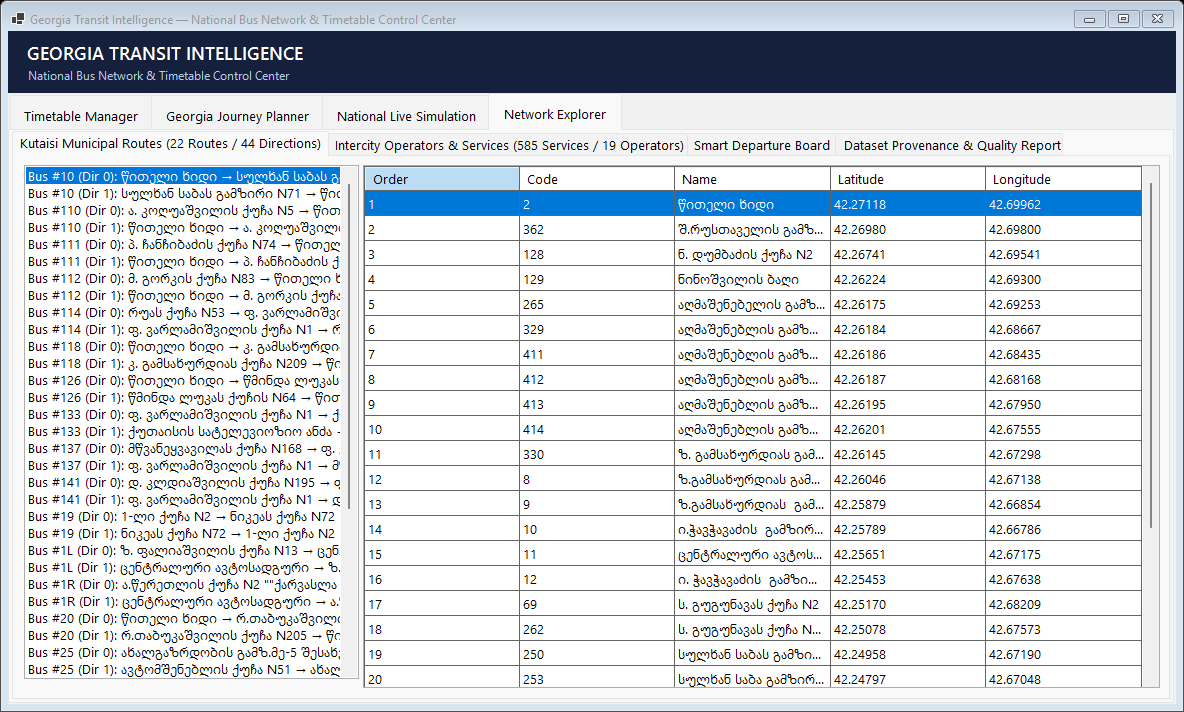 Georgia Transit Intelligence — National Bus Network & Timetable Control Center
GEORGIA TRANSIT INTELLIGENCE
National Bus Network & Timetable Control Center
Timetable Manager Georgia Journey Planner National Live Simulation Network Explorer
Kutaisi Municipal Routes (22 Routes / 44 Directions) Intercity Operators & Services (585 Services / 19 Operators) Smart Departure Board Dataset Provenance & Quality Report
Bus #10 (Dir 0): წითელი ხიდი → სულხან საბას გ
Bus #10 (Dir 1): სულხან საბას გამზირი N71 → წი
Bus #110 (Dir 0): ა. კოღუაშვილის ქუჩა N5 → წით
Bus #110 (Dir 1): წითელი ხიდი → ა. კოღუაშვილი
Bus #111 (Dir 0): პ. ჩანჩიბაძის ქუჩა N74 → წითელ
Bus #111 (Dir 1): წითელი ხიდი → პ. ჩანჩიბაძის ქ
Bus #112 (Dir 0): მ. გორკის ქუჩა N83 → წითელი
Bus #112 (Dir 1): წითელი ხიდი → მ. გორკის ქუჩა
Bus #114 (Dir 0): რუას ქუჩა N53 → ფ. ვარლამიშვი
Bus #114 (Dir 1): ფ. ვარლამიშვილის ქუჩა N1 → რ
Bus #118 (Dir 0): წითელი ხიდი → კ. გამსახურდია
Bus #118 (Dir 1): კ. გამსახურდიას ქუჩა N209 → წი
Bus #126 (Dir 0): წითელი ხიდი → წმინდა ლუკას
Bus #126 (Dir 1): წმინდა ლუკას ქუჩის N64 → წით
Bus #133 (Dir 0): ფ. ვარლამიშვილის ქუჩა N1 → ქ
Bus #133 (Dir 1): ქუთაისის სატელევიოზიო ანძა -
Bus #137 (Dir 0): მწვანეყვავილას ქუჩა N168 → ფ.
Bus #137 (Dir 1): ფ. ვარლამიშვილის ქუჩა N1 → მ
Bus #141 (Dir 0): დ. კლდიაშვილის ქუჩა N195 → ფ
Bus #141 (Dir 1): ფ. ვარლამიშვილის ქუჩა N1 → დ
Bus #19 (Dir 0): 1-ლი ქუჩა N2 → ნიკეას ქუჩა N72
Bus #19 (Dir 1): ნიკეას ქუჩა N72 → 1-ლი ქუჩა N2
Bus #1L (Dir 0): ზ. ფალიაშვილის ქუჩა N13 → ცენ
Bus #1L (Dir 1): ცენტრალური ავტოსადგური → ზ.
Bus #1R (Dir 0): ა.წერეთლის ქუჩა N2 ""ქარვასლა
Bus #1R (Dir 1): ცენტრალური ავტოსადგური → ა.
Bus #20 (Dir 0): წითელი ხიდი → რ.თაბუკაშვილი
Bus #20 (Dir 1): რ.თაბუკაშვილის ქუჩა N205 → წი
Bus #25 (Dir 0): ახალგაზრდობის გამზ.მე-5 შესახ
Bus #25 (Dir 1): ავტომშენებლის ქუჩა N51 → ახალ
Order Code Name Latitude Longitude
1 2 წითელი ხიდი 42.27118 42.69962
2 362 შ.რუსთაველის გამზ... 42.26980 42.69800
3 128 ნ. დუმბაძის ქუჩა N2 42.26741 42.69541
4 129 ნინოშვილის ბაღი 42.26224 42.69300
5 265 აღმაშენებელის გამზ... 42.26175 42.69253
6 329 აღმაშენებლის გამზ... 42.26184 42.68667
7 411 აღმაშენებლის გამზ... 42.26186 42.68435
8 412 აღმაშენებლის გამზ... 42.26187 42.68168
9 413 აღმაშენებლის გამზ... 42.26195 42.67950
10 414 აღმაშენებლის გამზ... 42.26201 42.67555
11 330 ზ. გამსახურდიას გამ... 42.26145 42.67298
12 8 ზ.გამსახურდიას გამ... 42.26046 42.67138
13 9 ზ.გამსახურდიას გამ... 42.25879 42.66854
14 10 ი.ჭავჭავაძის გამზირ... 42.25789 42.66786
15 11 ცენტრალური ავტოს... 42.25651 42.67175
16 12 ი. ჭავჭავაძის გამზი... 42.25453 42.67638
17 69 ს. გუგუნავას ქუჩა N2 42.25170 42.68209
18 262 ს. გუგუნავას ქუჩა N... 42.25078 42.67573
19 250 სულხან საბას გამზი... 42.24958 42.67190
20 253 სულხან საბა გამზირ... 42.24797 42.67048